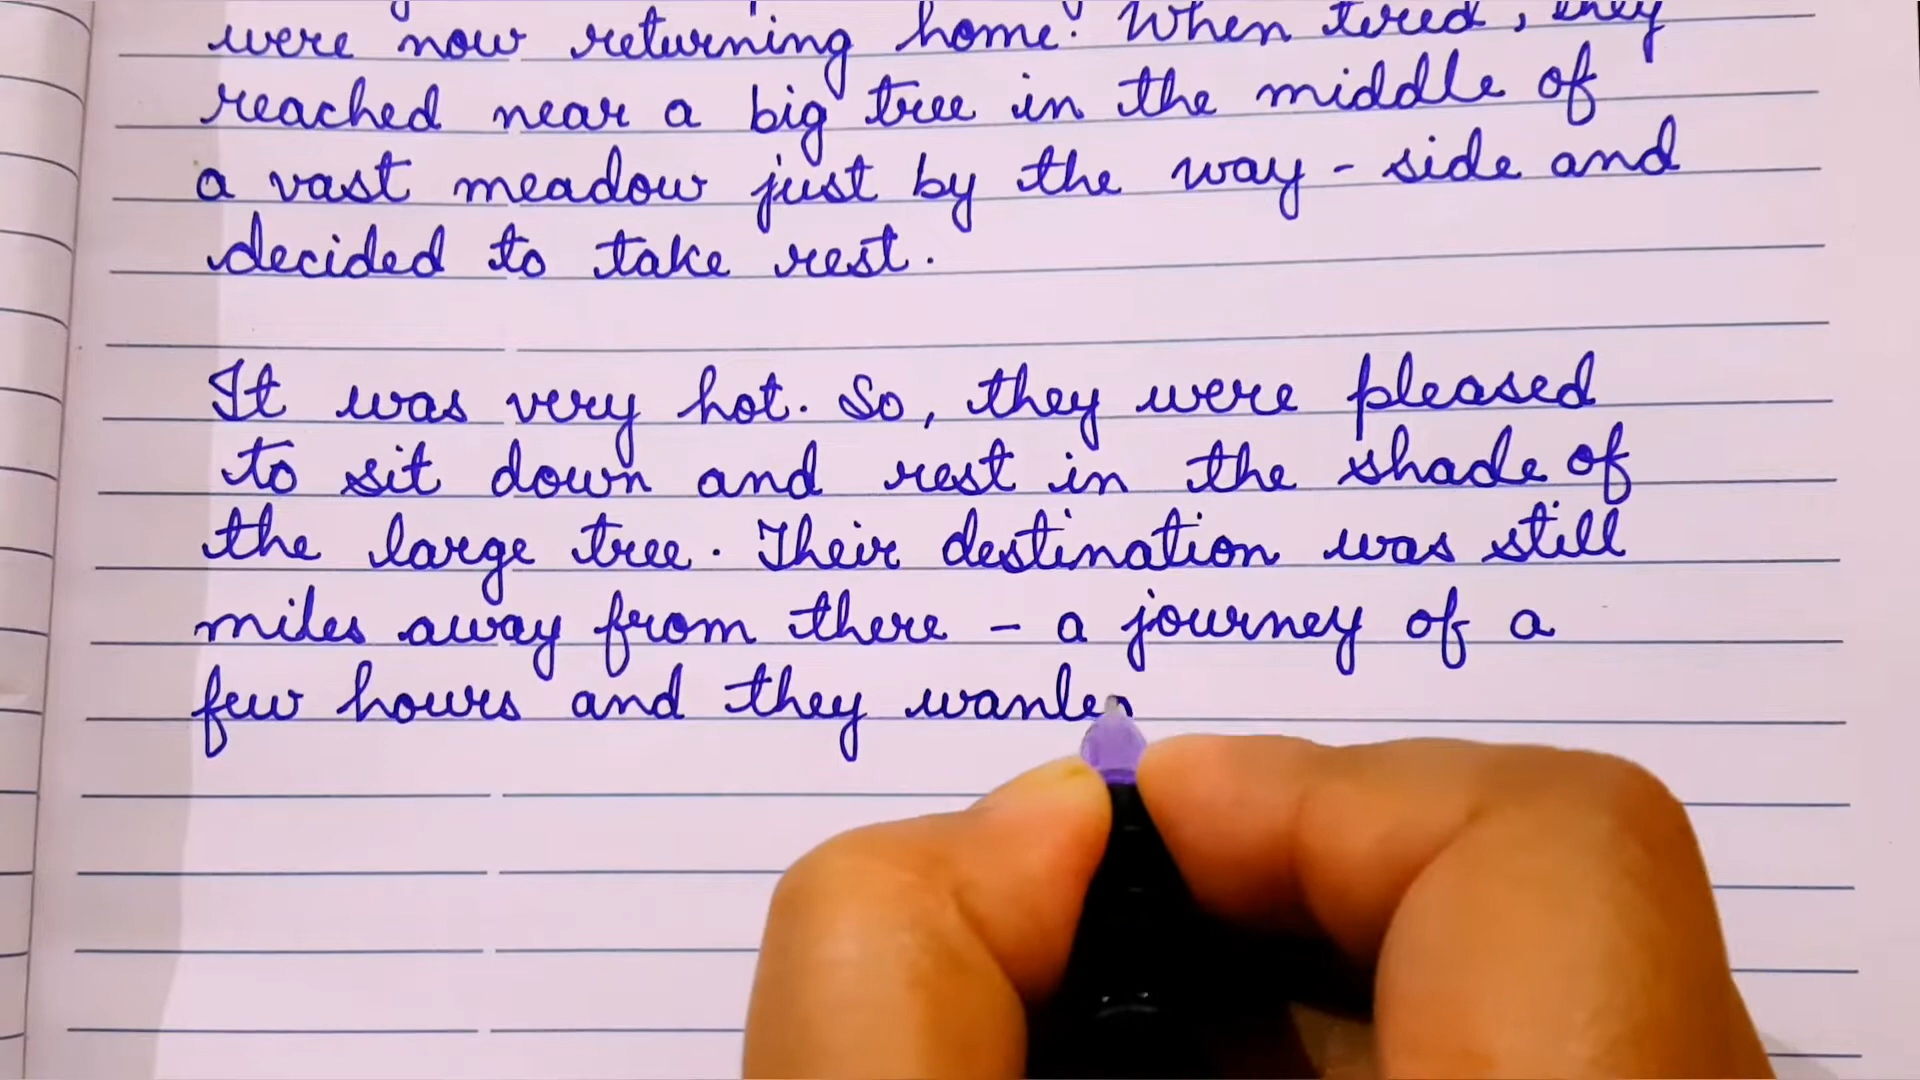 were now returning home. When tired, they
reached near a big tree in the middle of
a vast meadow just by the way - side and
decided to take rest.
It was very hot. So, they were pleased
to sit down and rest in the shade of
the large tree. Their destination was still
miles away from there - a journey of a
few hours and they